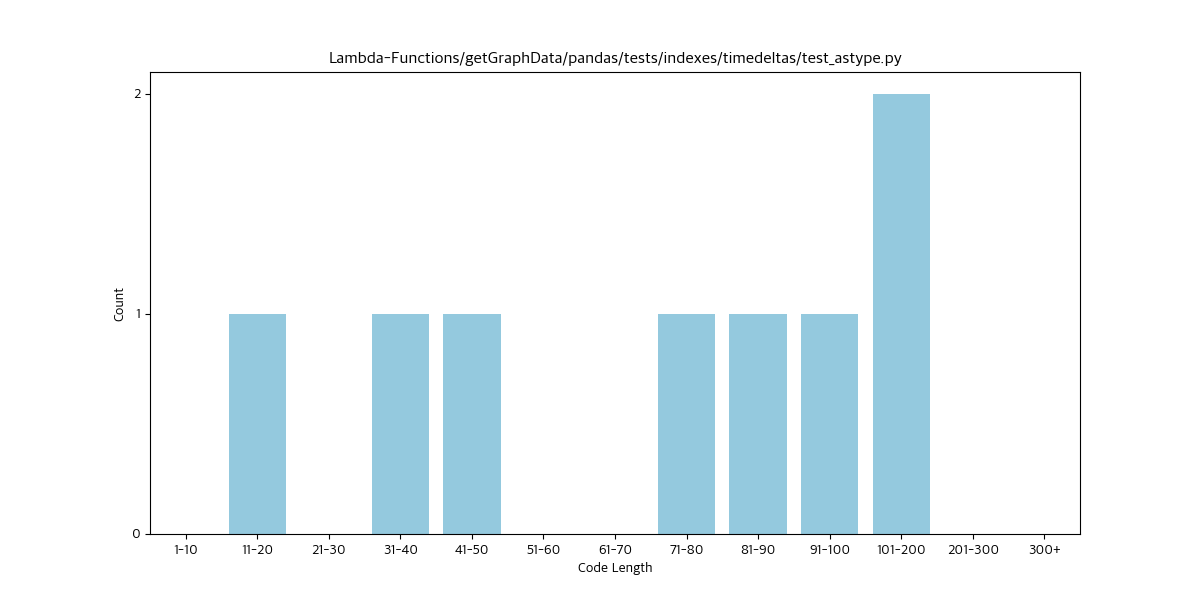 Lambda-Functions/getGraphData/pandas/tests/indexes/timedeltas/test_astype.py
2
1
0
Count
1-10 11-20 21-30 31-40 41-50 51-60 61-70 71-80 81-90 91-100 101-200 201-300 300+
Code Length